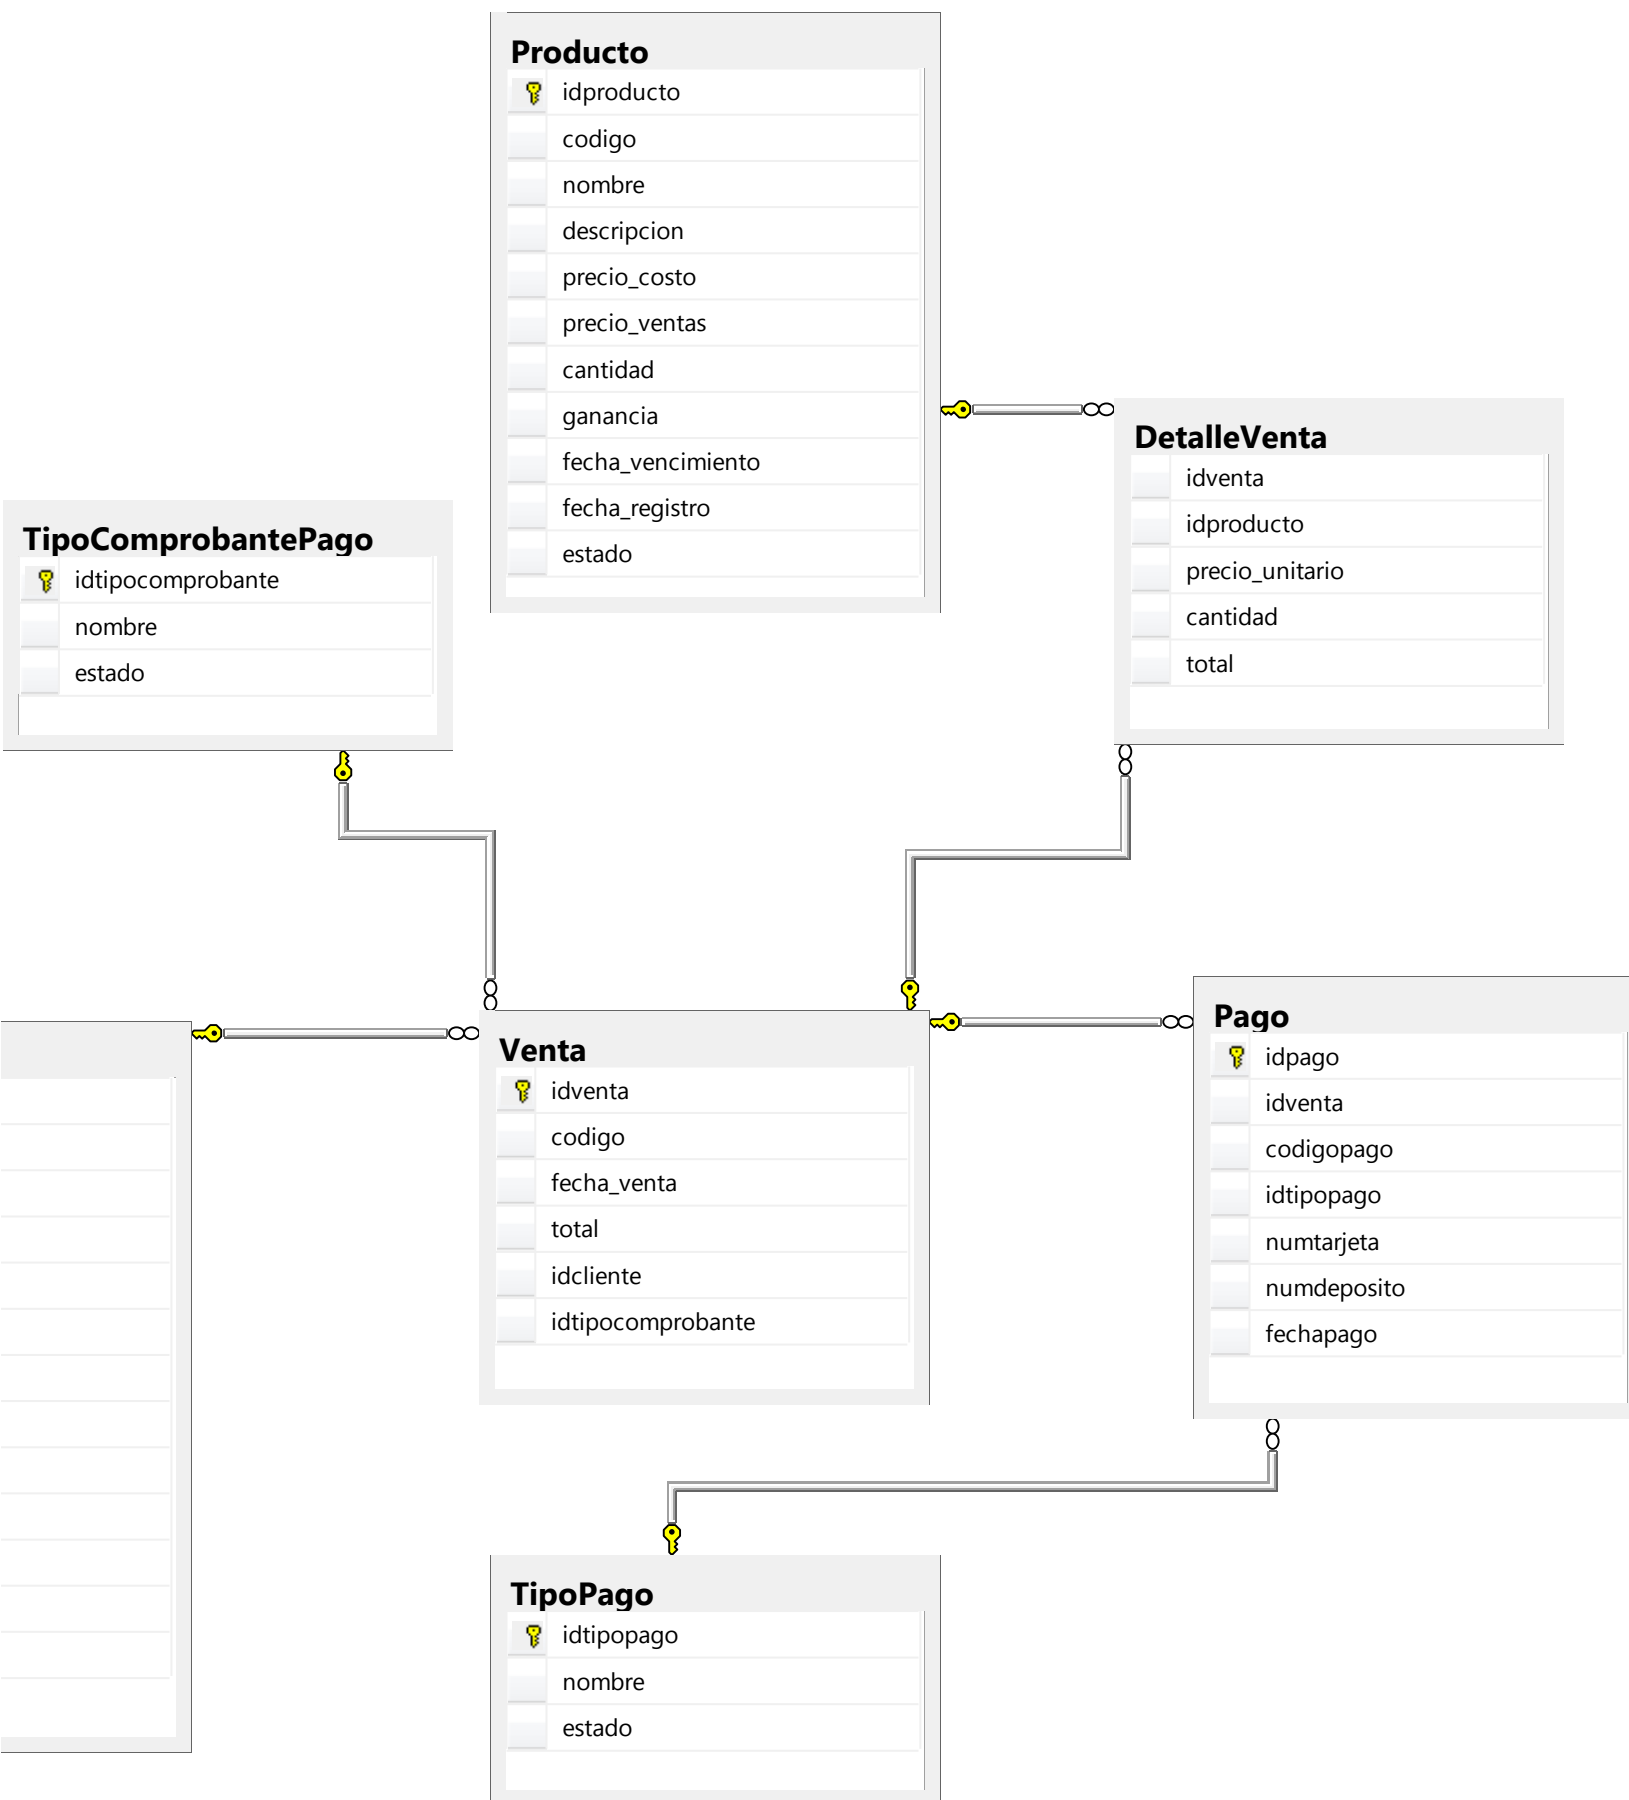 Producto
idproducto
codigo
nombre
descripcion
precio_costo
precio_ventas
cantidad
ganancia
fecha_vencimiento
fecha_registro
estado
DetalleVenta
idventa
idproducto
precio_unitario
cantidad
total
TipoComprobantePago
idtipocomprobante
nombre
estado
Venta
idventa
codigo
fecha_venta
total
idcliente
idtipocomprobante
Pago
idpago
idventa
codigopago
idtipopago
numtarjeta
numdeposito
fechapago
TipoPago
idtipopago
nombre
estado